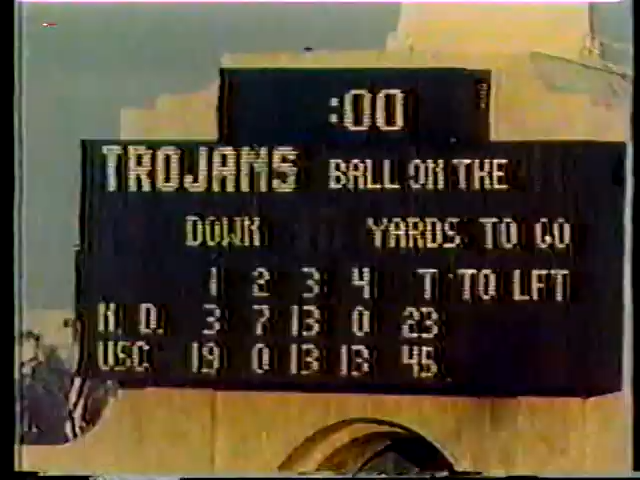 :00
TROJANS BALL ON THE
DOWN YARDS TO GO
1 2 3 4 T TO LFT
N. D. 3 7 13 0 23
USC 19 0 13 13 45